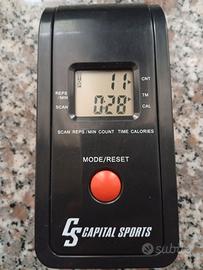 11 CNT
REPS /MIN TM
0:28 CAL
SCAN
SCAN REPS /MIN COUNT TIME CALORIES
MODE/RESET
CS CAPITAL SPORTS
subito